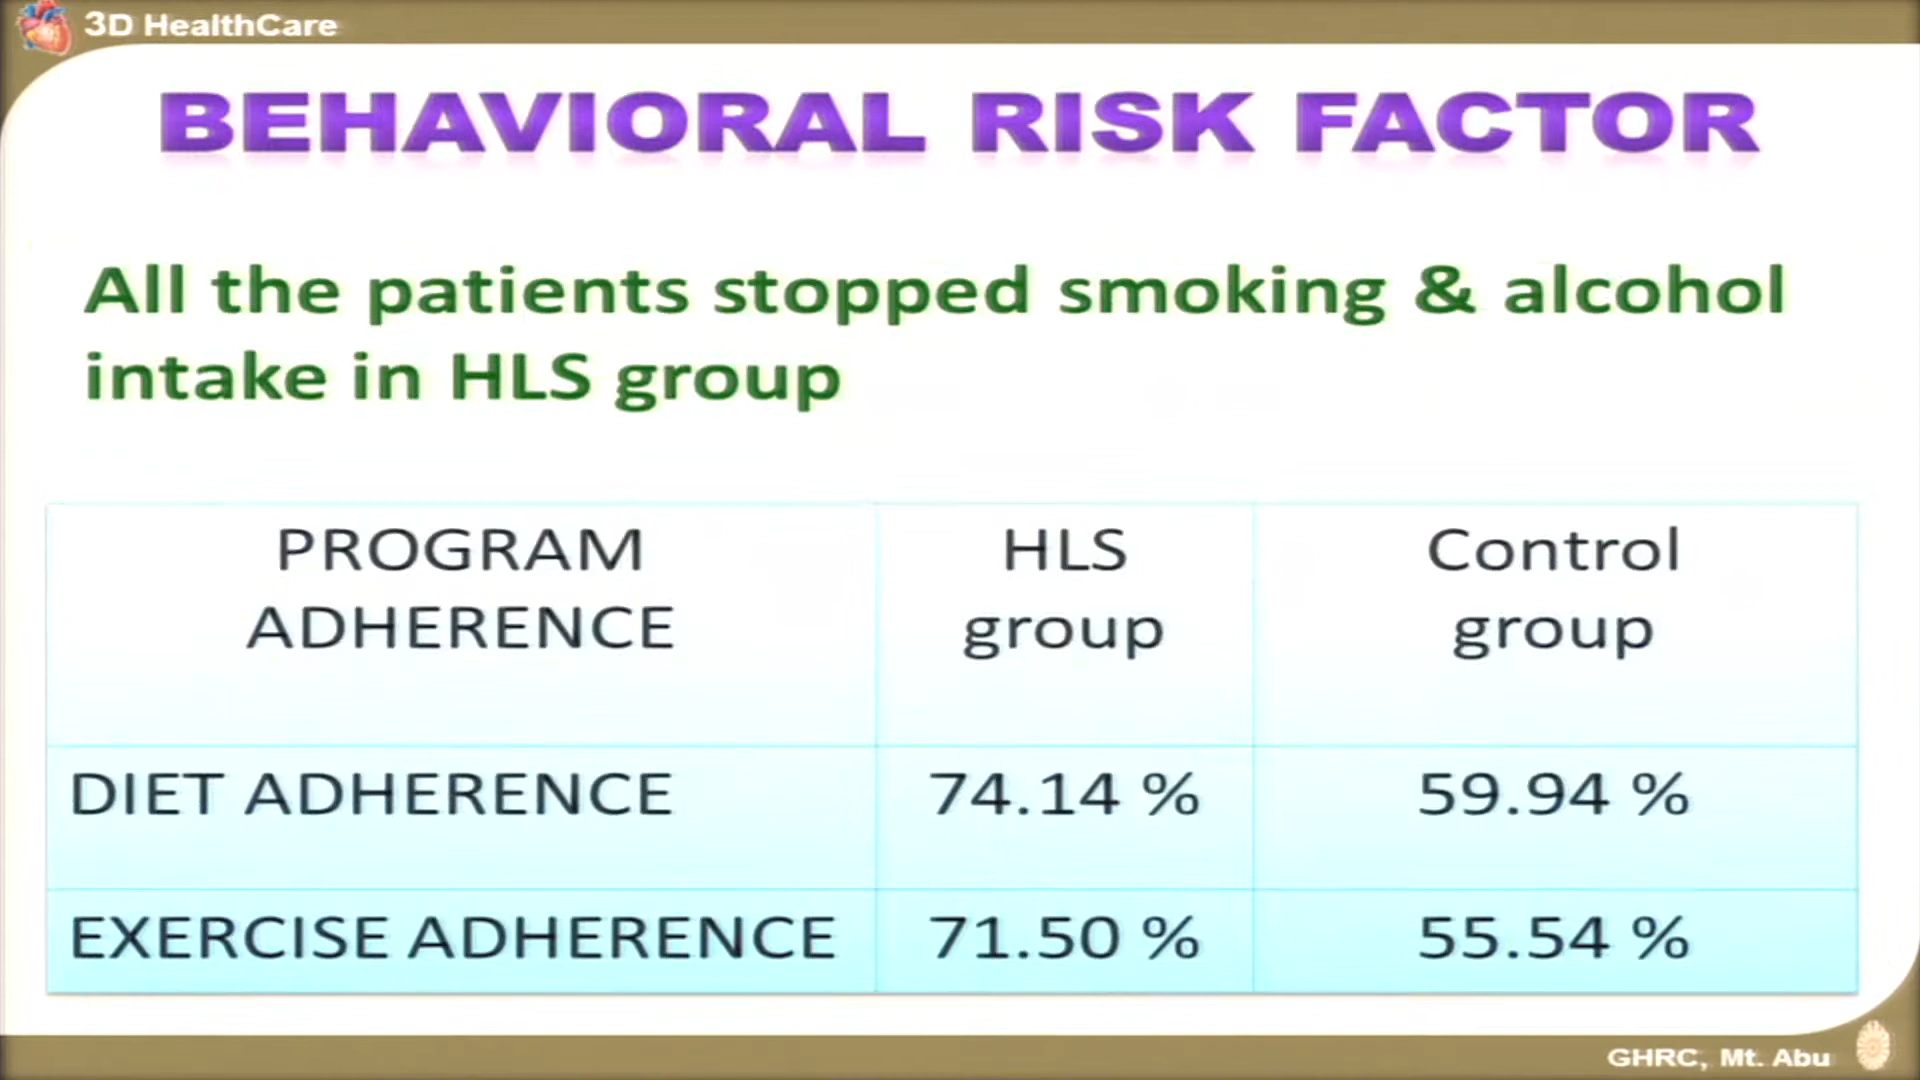 3D HealthCare
BEHAVIORAL RISK FACTOR
All the patients stopped smoking & alcohol
intake in HLS group
PROGRAM
ADHERENCE
HLS
group
Control
group
DIET ADHERENCE 74.14 % 59.94 %
EXERCISE ADHERENCE 71.50 % 55.54 %
GHRC, Mt. Abu